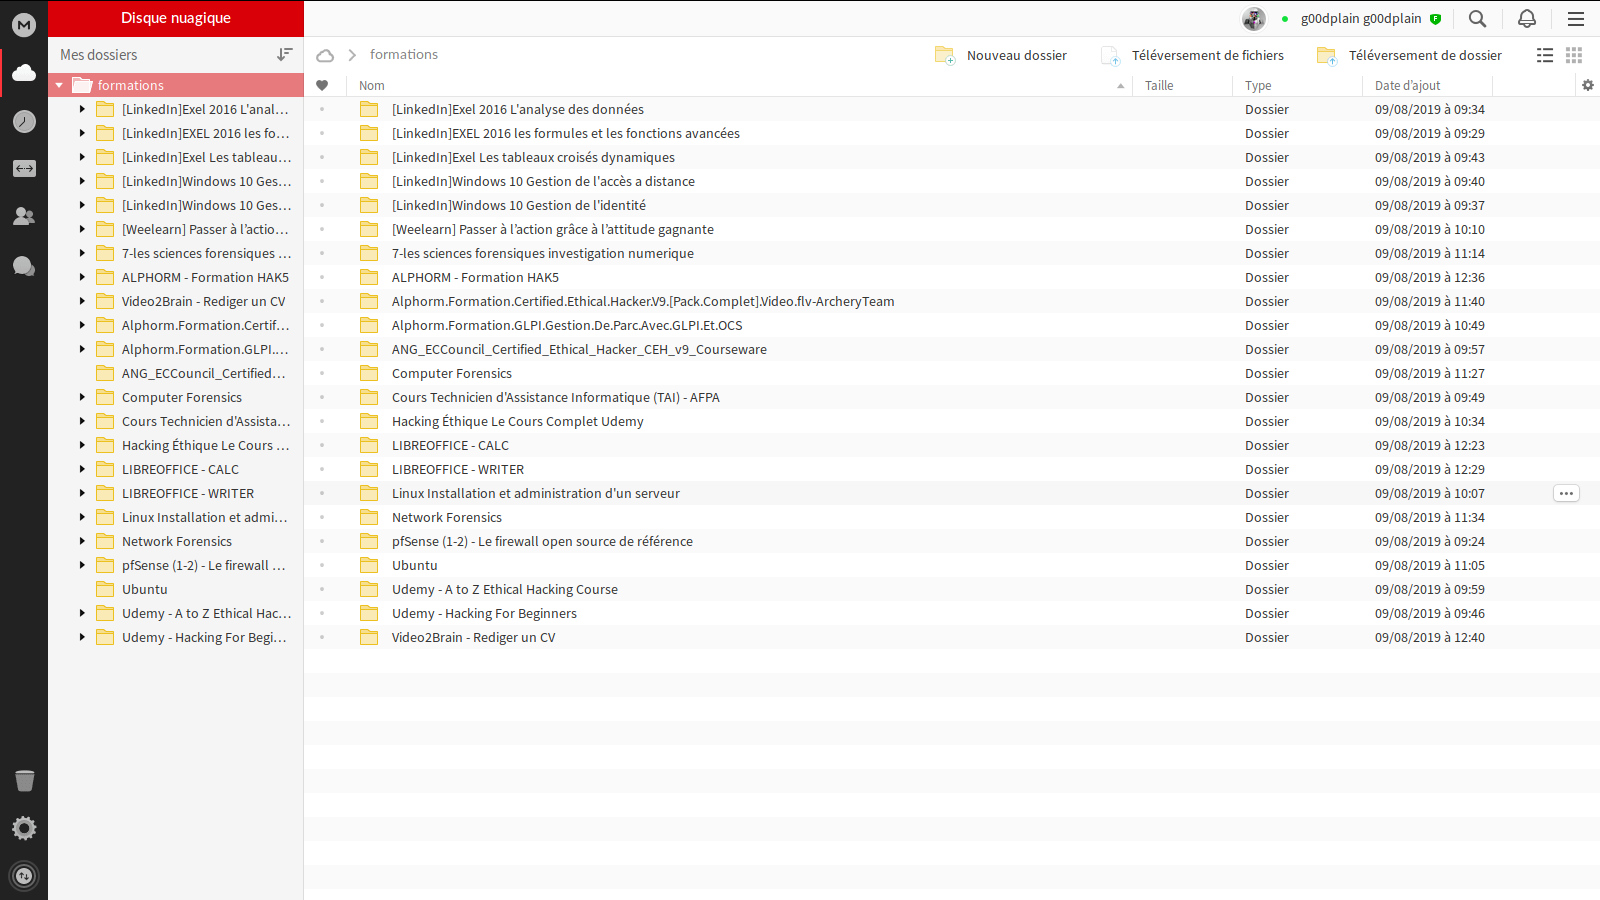 Disque nuagique
g00dplain g00dplain
Mes dossiers
formations
Nouveau dossier
Téléversement de fichiers
Téléversement de dossier
Nom
Taille
Type
Date d'ajout
formations
[LinkedIn]Exel 2016 L'anal...
[LinkedIn]EXEL 2016 les fo...
[LinkedIn]Exel Les tableau...
[LinkedIn]Windows 10 Ges...
[LinkedIn]Windows 10 Ges...
[Weelearn] Passer à l'actio...
7-les sciences forensiques ...
ALPHORM - Formation HAK5
Video2Brain - Rediger un CV
Alphorm.Formation.Certif...
Alphorm.Formation.GLPI....
ANG_ECCouncil_Certified...
Computer Forensics
Cours Technicien d'Assista...
Hacking Éthique Le Cours ...
LIBREOFFICE - CALC
LIBREOFFICE - WRITER
Linux Installation et admi...
Network Forensics
pfSense (1-2) - Le firewall ...
Ubuntu
Udemy - A to Z Ethical Hac...
Udemy - Hacking For Begi...
[LinkedIn]Exel 2016 L'analyse des données Dossier 09/08/2019 à 09:34
[LinkedIn]EXEL 2016 les formules et les fonctions avancées Dossier 09/08/2019 à 09:29
[LinkedIn]Exel Les tableaux croisés dynamiques Dossier 09/08/2019 à 09:43
[LinkedIn]Windows 10 Gestion de l'accès a distance Dossier 09/08/2019 à 09:40
[LinkedIn]Windows 10 Gestion de l'identité Dossier 09/08/2019 à 09:37
[Weelearn] Passer à l'action grâce à l'attitude gagnante Dossier 09/08/2019 à 10:10
7-les sciences forensiques investigation numerique Dossier 09/08/2019 à 11:14
ALPHORM - Formation HAK5 Dossier 09/08/2019 à 12:36
Alphorm.Formation.Certified.Ethical.Hacker.V9.[Pack.Complet].Video.flv-ArcheryTeam Dossier 09/08/2019 à 11:40
Alphorm.Formation.GLPI.Gestion.De.Parc.Avec.GLPI.Et.OCS Dossier 09/08/2019 à 10:49
ANG_ECCouncil_Certified_Ethical_Hacker_CEH_v9_Courseware Dossier 09/08/2019 à 09:57
Computer Forensics Dossier 09/08/2019 à 11:27
Cours Technicien d'Assistance Informatique (TAI) - AFPA Dossier 09/08/2019 à 09:49
Hacking Éthique Le Cours Complet Udemy Dossier 09/08/2019 à 10:34
LIBREOFFICE - CALC Dossier 09/08/2019 à 12:23
LIBREOFFICE - WRITER Dossier 09/08/2019 à 12:29
Linux Installation et administration d'un serveur Dossier 09/08/2019 à 10:07
Network Forensics Dossier 09/08/2019 à 11:34
pfSense (1-2) - Le firewall open source de référence Dossier 09/08/2019 à 09:24
Ubuntu Dossier 09/08/2019 à 11:05
Udemy - A to Z Ethical Hacking Course Dossier 09/08/2019 à 09:59
Udemy - Hacking For Beginners Dossier 09/08/2019 à 09:46
Video2Brain - Rediger un CV Dossier 09/08/2019 à 12:40